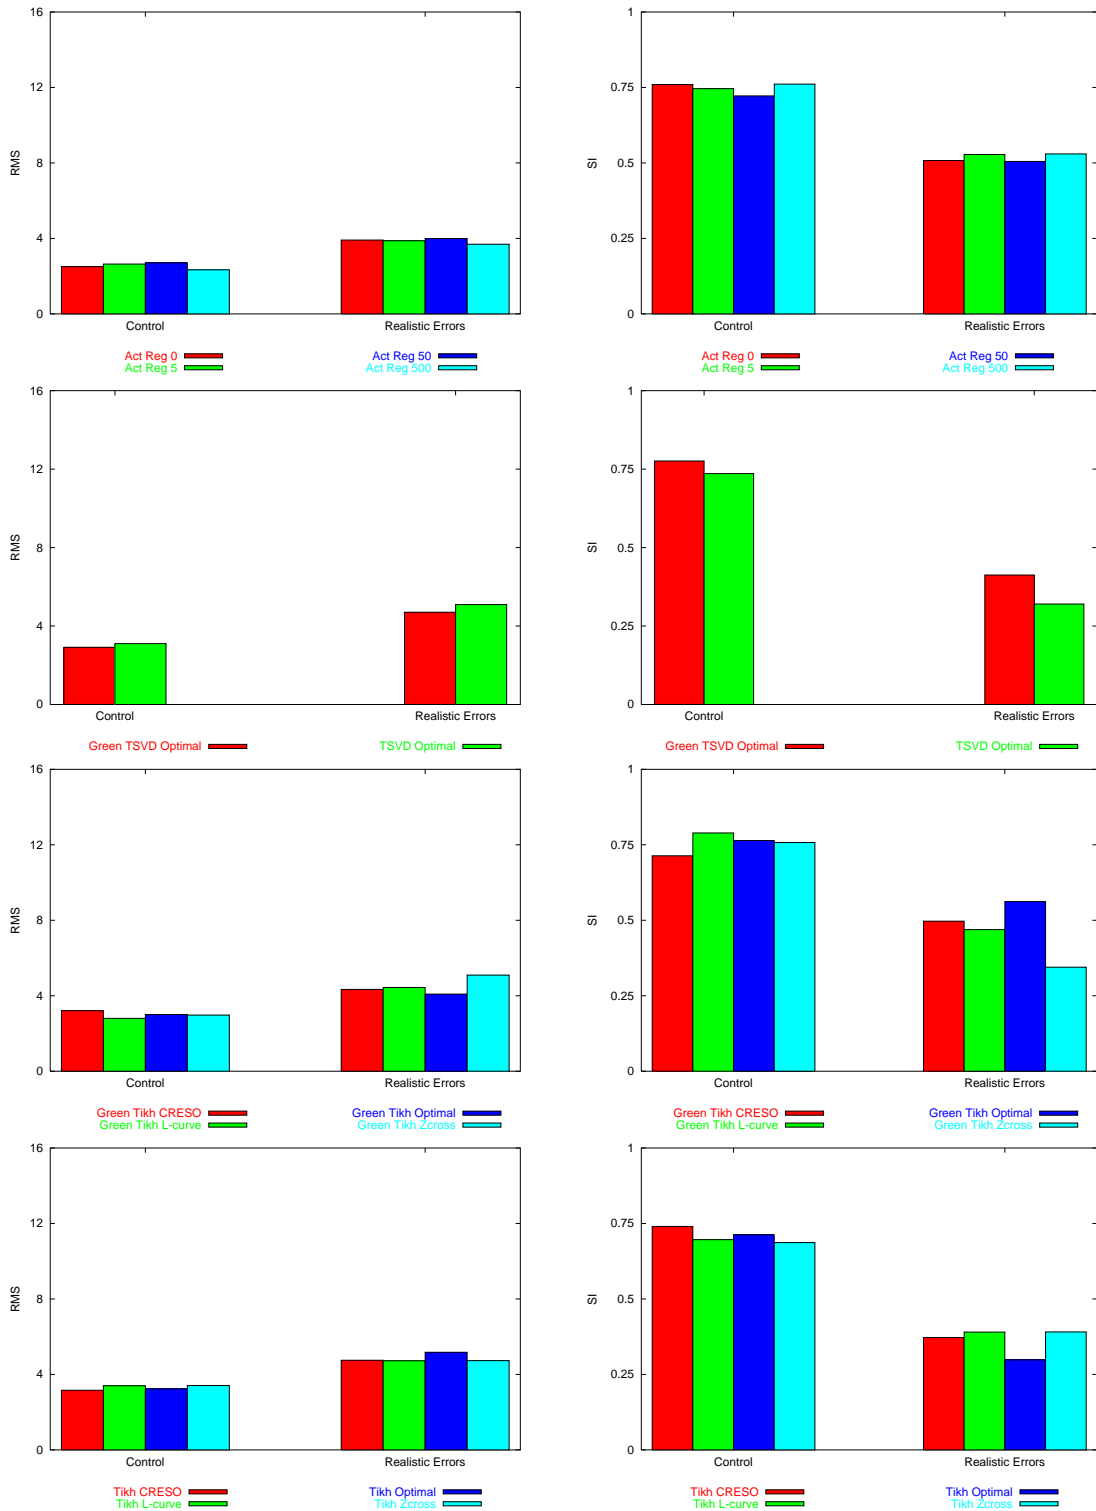 16
12
8
4
0
RMS
Control
Realistic Errors
Act Reg 0
Act Reg 5
Act Reg 50
Act Reg 500
1
0.75
0.5
0.25
0
SI
Control
Realistic Errors
Act Reg 0
Act Reg 5
Act Reg 50
Act Reg 500
16
12
8
4
0
RMS
Control
Realistic Errors
Green TSVD Optimal
TSVD Optimal
1
0.75
0.5
0.25
0
SI
Control
Realistic Errors
Green TSVD Optimal
TSVD Optimal
16
12
8
4
0
RMS
Control
Realistic Errors
Green Tikh CRESO
Green Tikh L-curve
Green Tikh Optimal
Green Tikh Zcross
1
0.75
0.5
0.25
0
SI
Control
Realistic Errors
Green Tikh CRESO
Green Tikh L-curve
Green Tikh Optimal
Green Tikh Zcross
16
12
8
4
0
RMS
Control
Realistic Errors
Tikh CRESO
Tikh L-curve
Tikh Optimal
Tikh Zcross
1
0.75
0.5
0.25
0
SI
Control
Realistic Errors
Tikh CRESO
Tikh L-curve
Tikh Optimal
Tikh Zcross